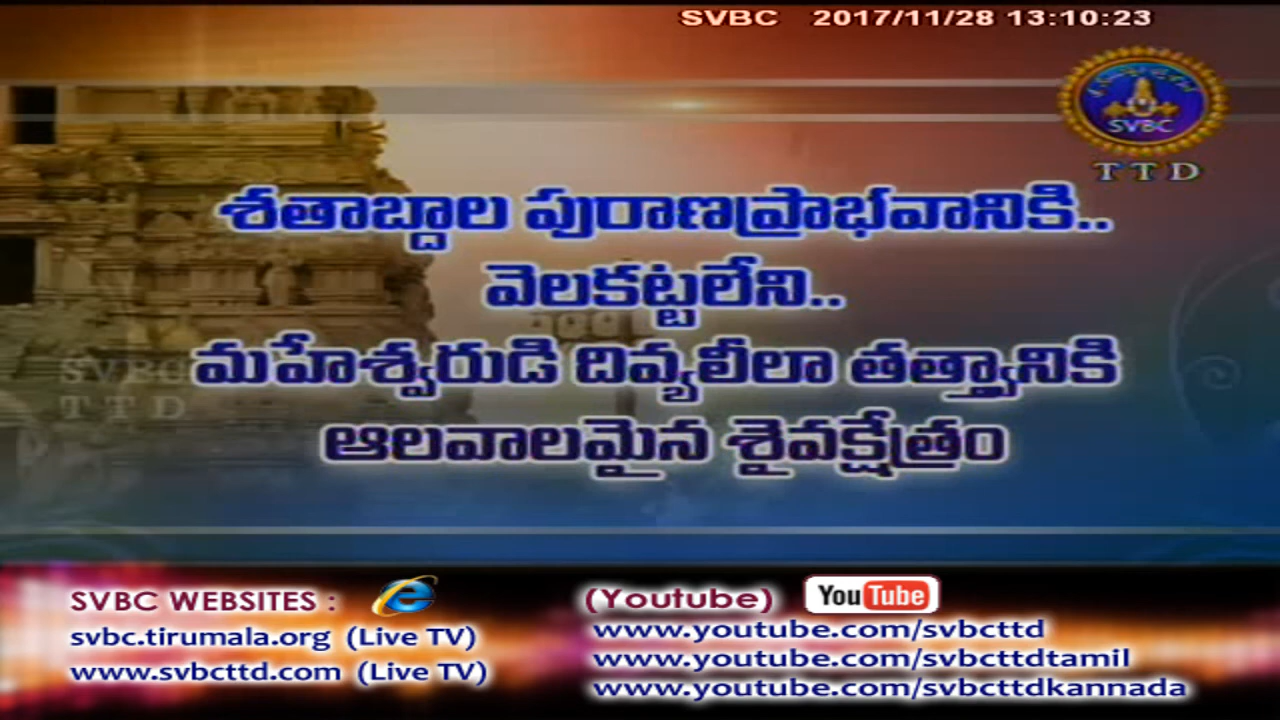 SVBC 2017/11/28 13:10:23
SVBC
T T D
శతాబ్దాల పురాణప్రాభవానికి..
వెలకట్టలేని..
మహేశ్వరుడి దివ్యలీలా తత్త్వానికి
ఆలవాలమైన శైవక్షేత్రం
SVBC
T T D
SVBC WEBSITES :
svbc.tirumala.org (Live TV)
www.svbcttd.com (Live TV)
(Youtube) YouTube
www.youtube.com/svbcttd
www.youtube.com/svbcttdtamil
www.youtube.com/svbcttdkannada